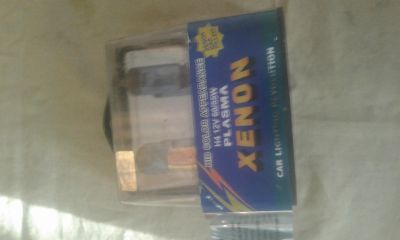 HID COLOR APPEARANCE
H4 12V 60/55W
PLASMA
XENON
CAR LIGHTING REVOLUTION